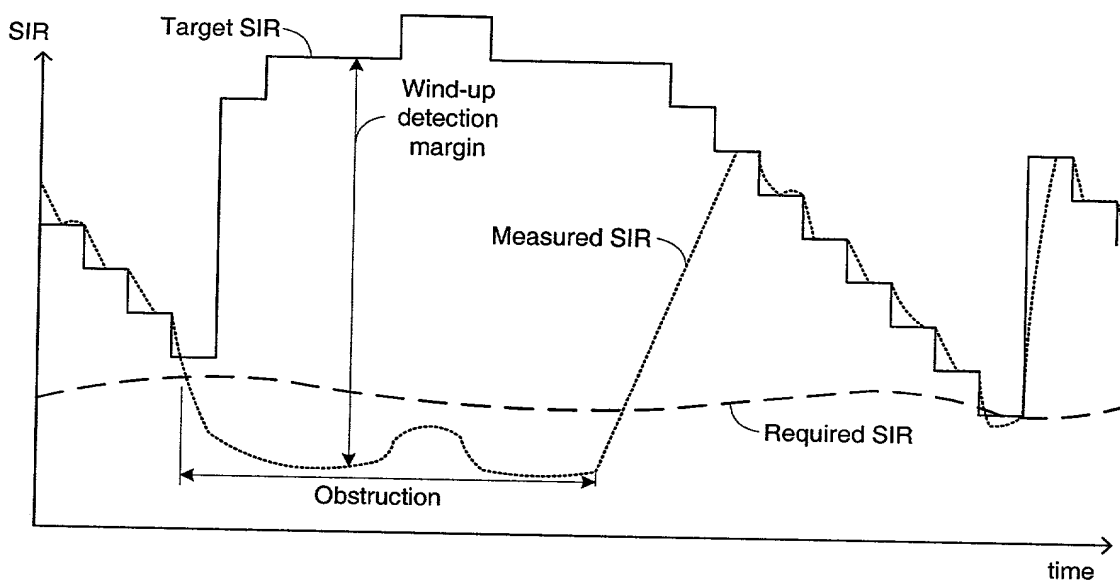 SIR
Target SIR
Wind-up
detection
margin
Measured SIR
Required SIR
Obstruction
time